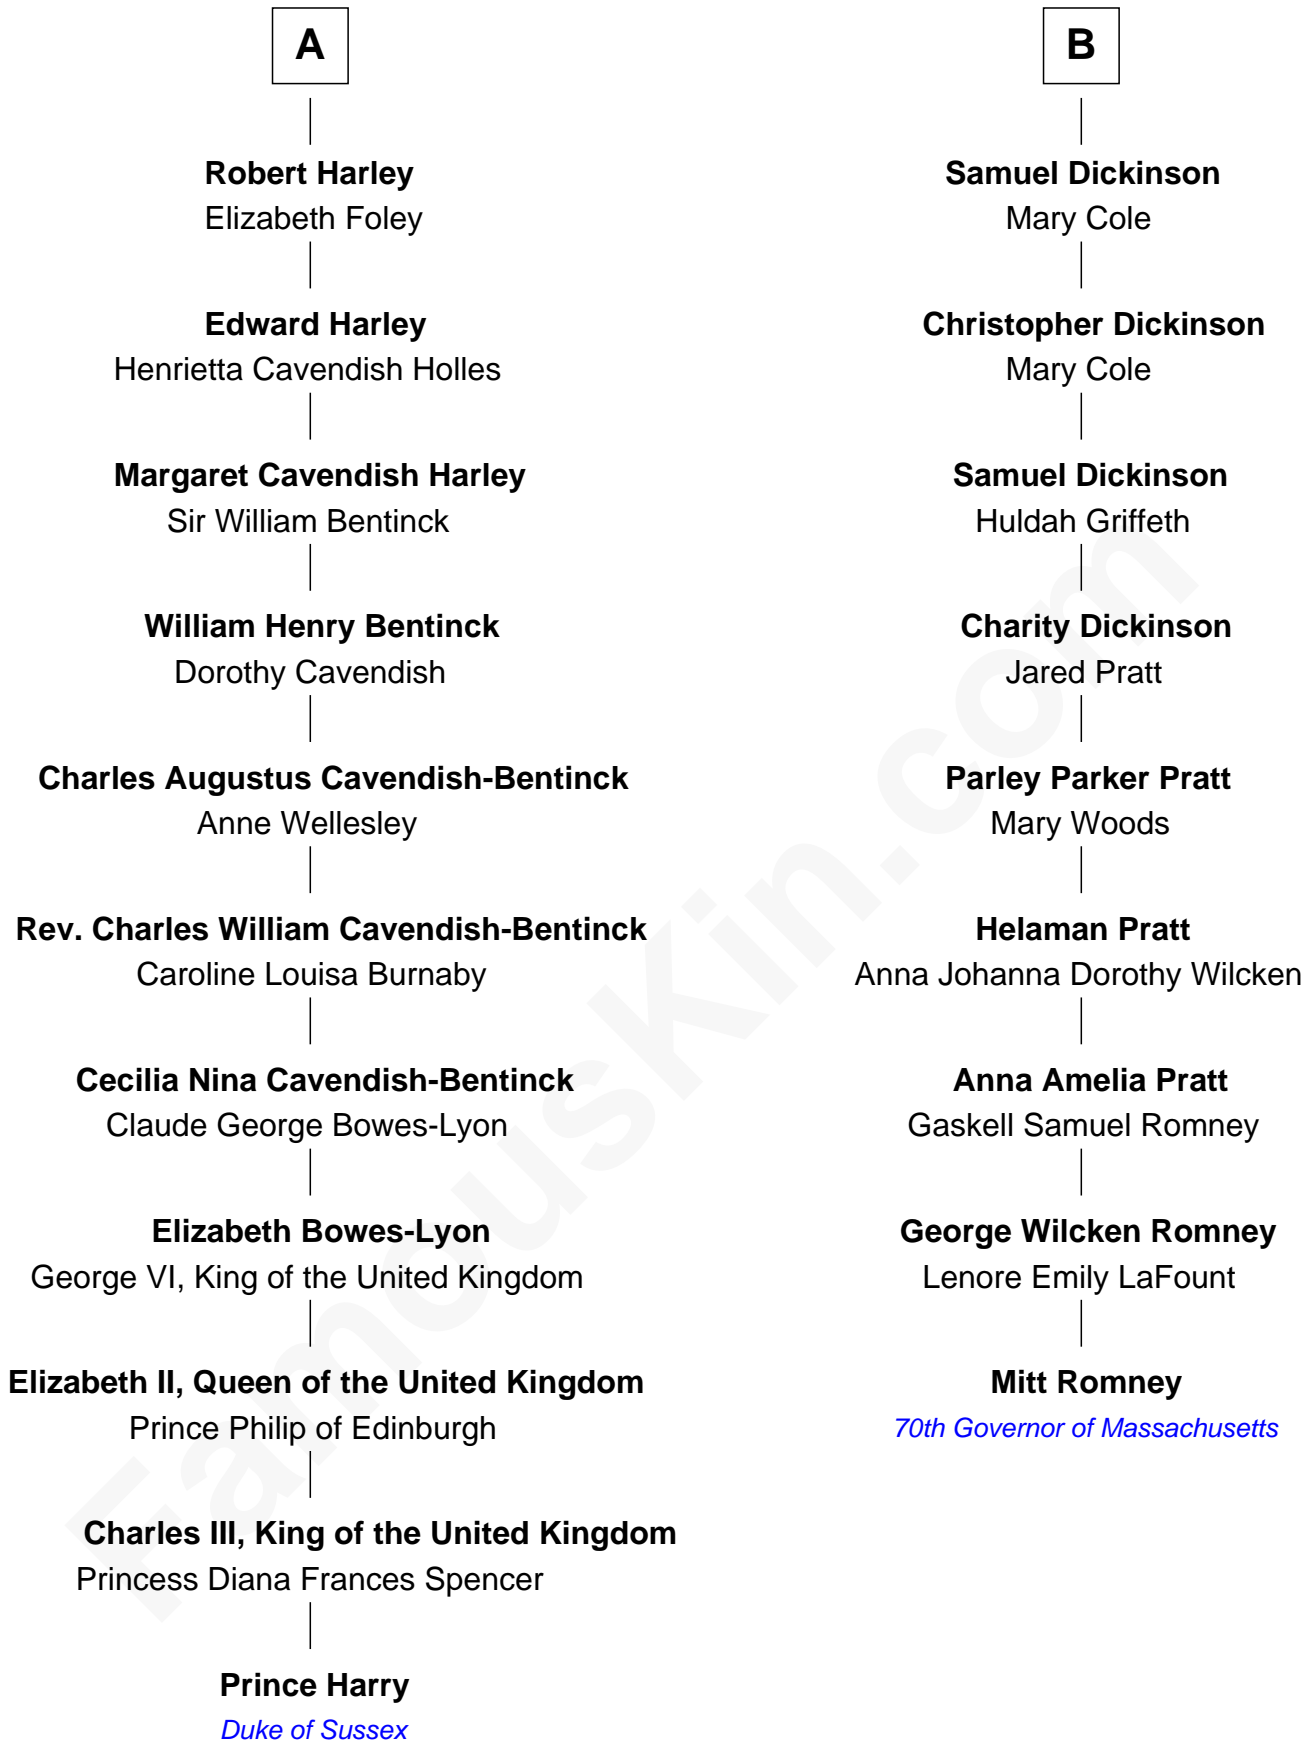 A
Robert Harley
Elizabeth Foley
Edward Harley
Henrietta Cavendish Holles
Margaret Cavendish Harley
Sir William Bentinck
William Henry Bentinck
Dorothy Cavendish
Charles Augustus Cavendish-Bentinck
Anne Wellesley
Rev. Charles William Cavendish-Bentinck
Caroline Louisa Burnaby
Cecilia Nina Cavendish-Bentinck
Claude George Bowes-Lyon
Elizabeth Bowes-Lyon
George VI, King of the United Kingdom
Elizabeth II, Queen of the United Kingdom
Prince Philip of Edinburgh
Charles III, King of the United Kingdom
Princess Diana Frances Spencer
Prince Harry
Duke of Sussex
B
Samuel Dickinson
Mary Cole
Christopher Dickinson
Mary Cole
Samuel Dickinson
Huldah Griffeth
Charity Dickinson
Jared Pratt
Parley Parker Pratt
Mary Woods
Helaman Pratt
Anna Johanna Dorothy Wilcken
Anna Amelia Pratt
Gaskell Samuel Romney
George Wilcken Romney
Lenore Emily LaFount
Mitt Romney
70th Governor of Massachusetts
FamousKin.com